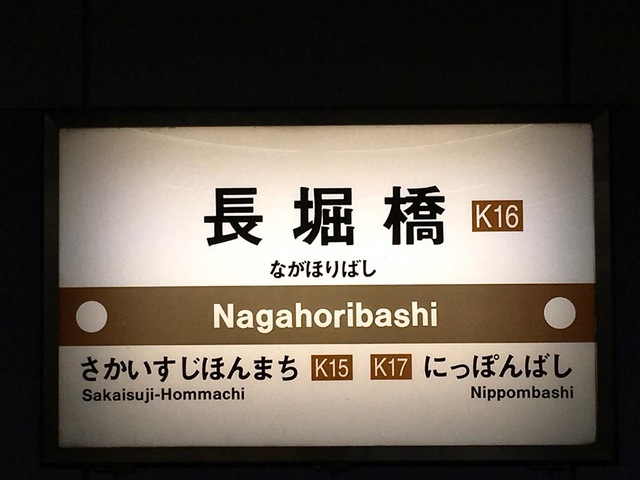 長堀橋 K16
ながほりばし
Nagahoribashi
さかいすじほんまち K15 K17 にっぽんばし
Sakaisuji-Hommachi Nippombashi